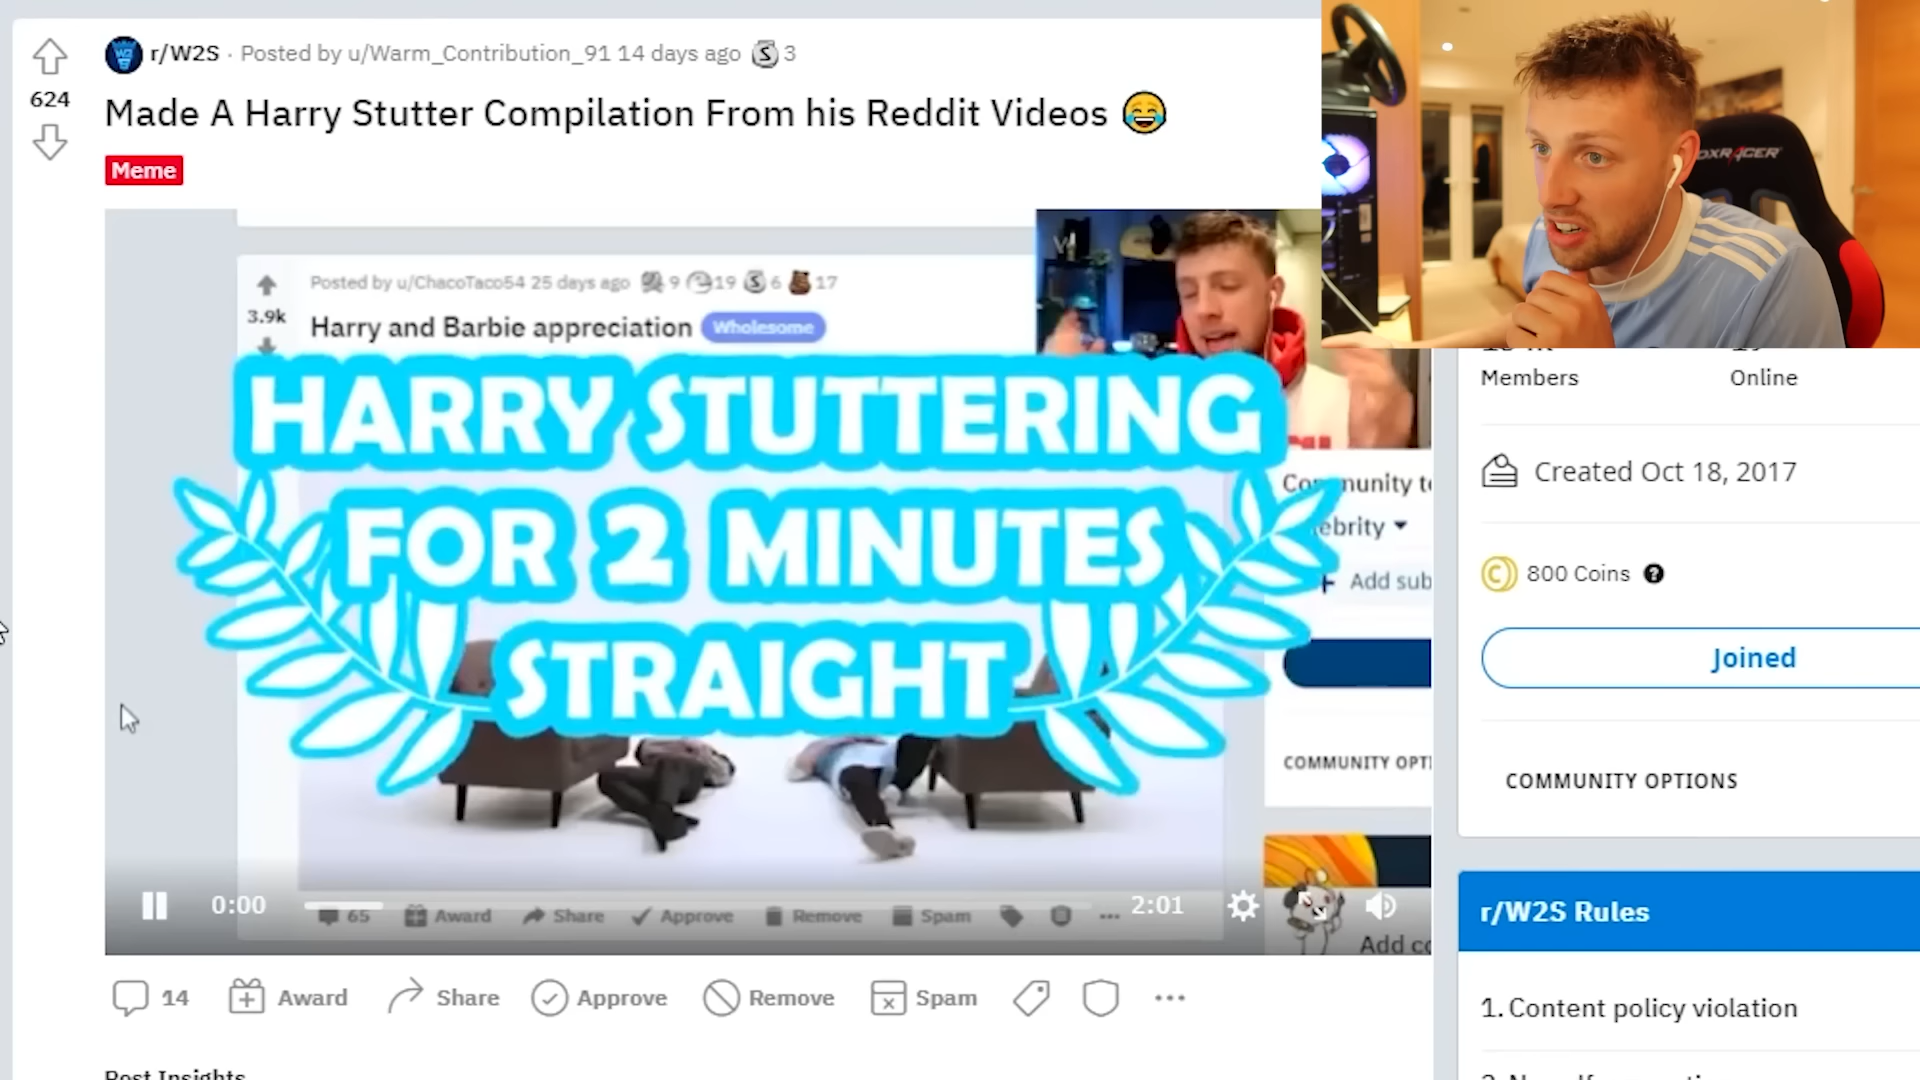 r/W2S · Posted by u/Warm_Contribution_91 14 days ago 3
624
Made A Harry Stutter Compilation From his Reddit Videos 😂
Meme
Posted by u/ChacoTaco54 25 days ago 9 19 6 17
3.9k
Harry and Barbie appreciation Wholesome
HARRY STUTTERING
FOR 2 MINUTES
STRAIGHT
Add sub
COMMUNITY OPTI
0:00
2:01
65 Award Share Approve Remove Spam ...
Add co
14 Award Share Approve Remove Spam ...
Post Insights
DXRACER
Members
Online
Created Oct 18, 2017
800 Coins ?
Joined
COMMUNITY OPTIONS
r/W2S Rules
1. Content policy violation